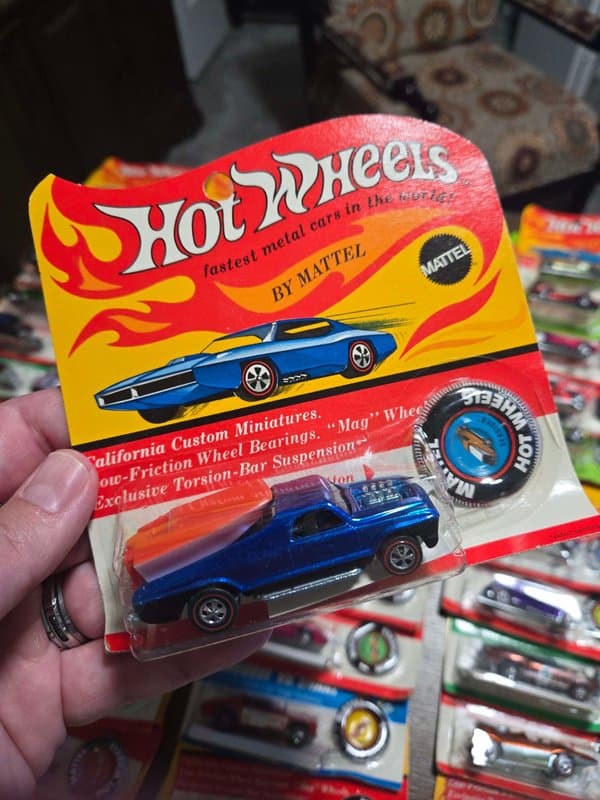 HOT WHEELS
fastest metal cars in the world!
BY MATTEL
MATTEL
California Custom Miniatures.
Low-Friction Wheel Bearings. "Mag" Whee
Exclusive Torsion-Bar Suspension
HOT WHEELS
MATTEL